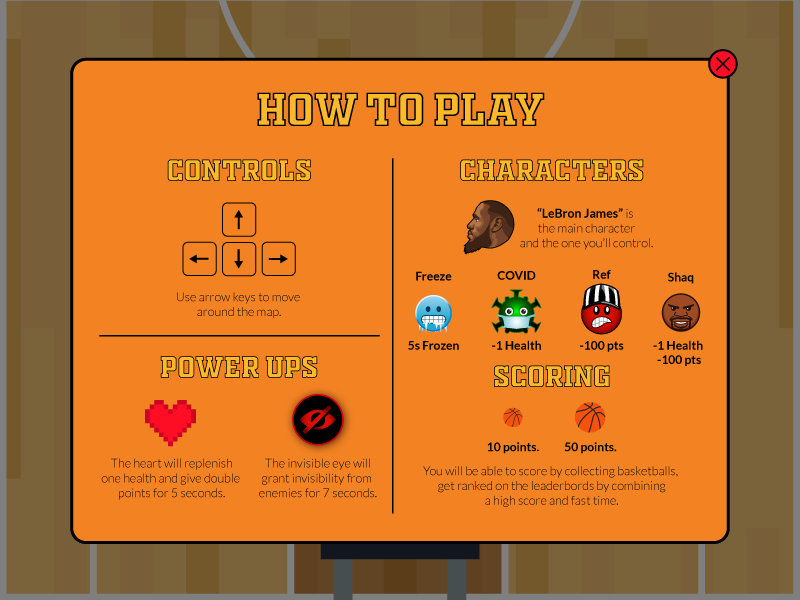 HOW TO PLAY
CONTROLS
Use arrow keys to move
around the map.
POWER UPS
The heart will replenish
one health and give double
points for 5 seconds.
The invisible eye will
grant invisibility from
enemies for 7 seconds.
CHARACTERS
“LeBron James” is
the main character
and the one you’ll control.
Freeze
COVID
Ref
Shaq
5s Frozen
-1 Health
-100 pts
-1 Health
-100 pts
SCORING
10 points.
50 points.
You will be able to score by collecting basketballs,
get ranked on the leaderbords by combining
a high score and fast time.